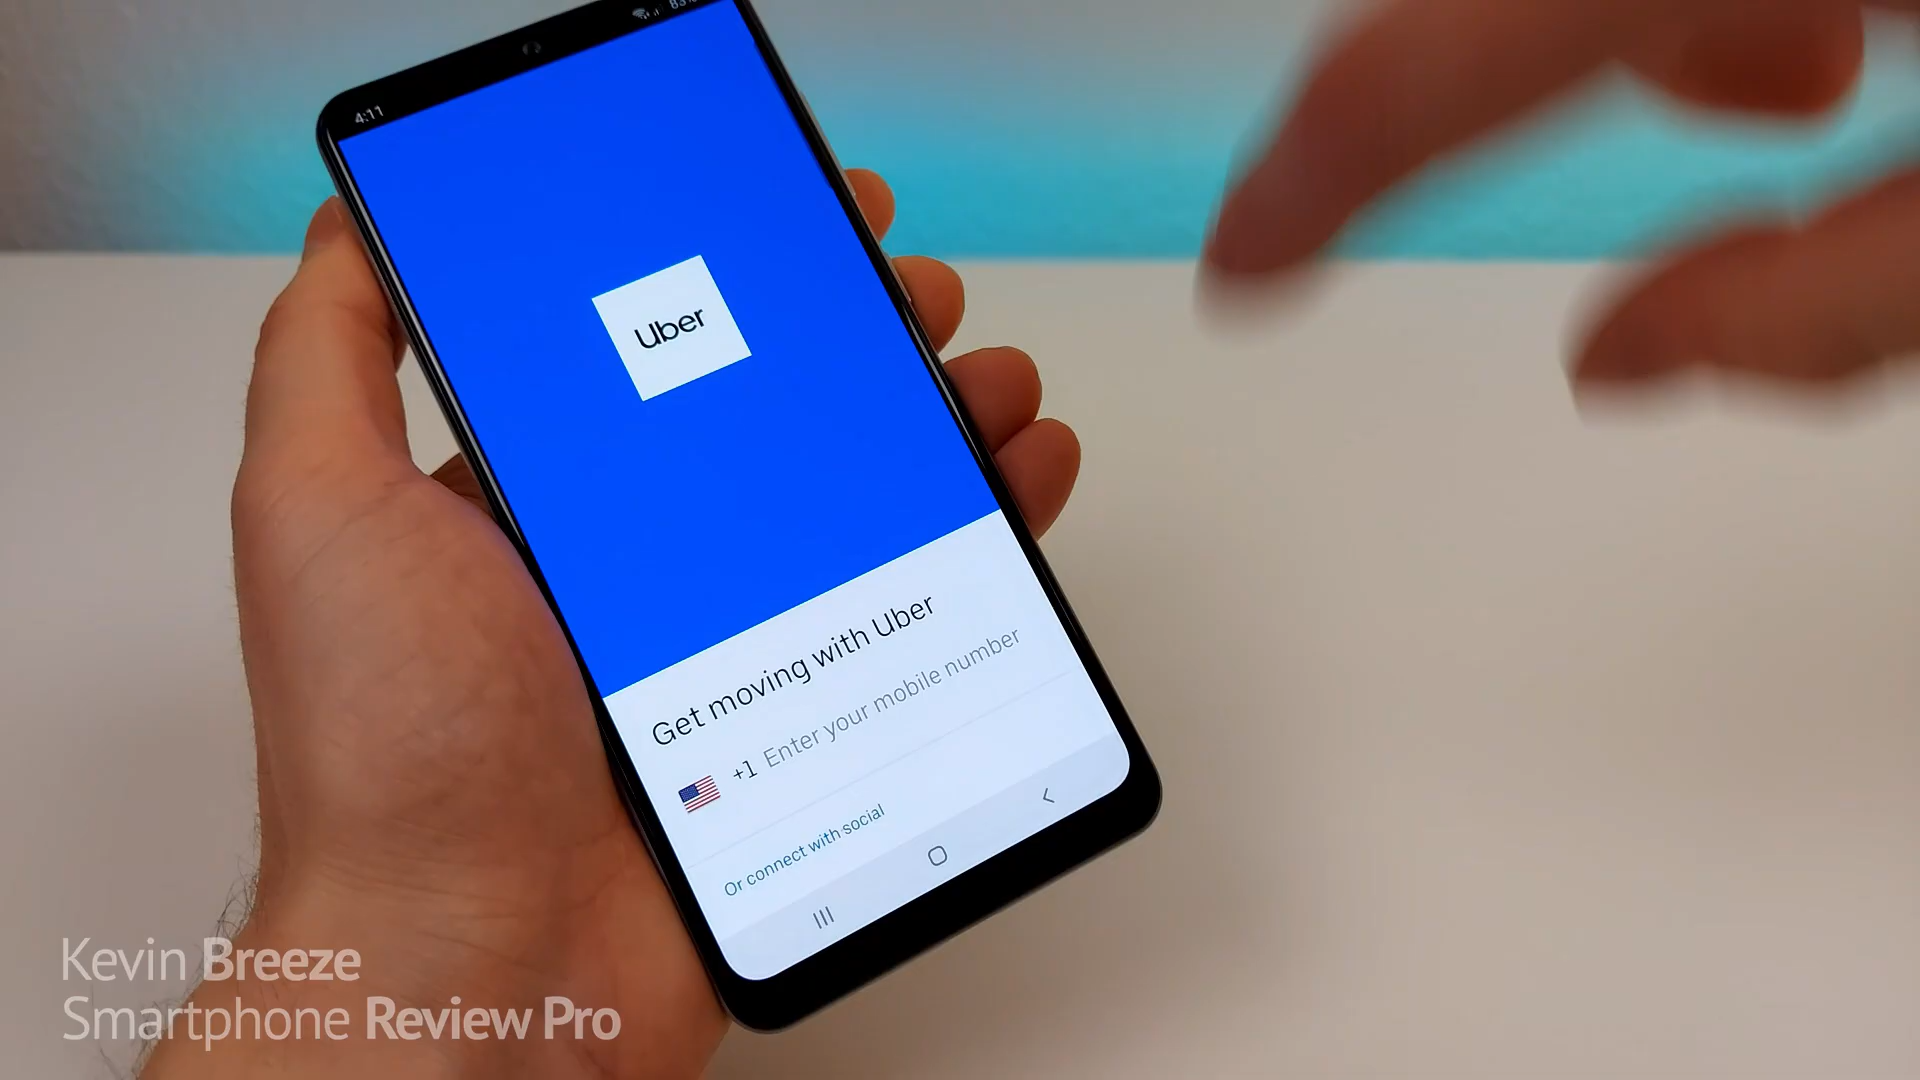 83%
4:11
Uber
Get moving with Uber
+1 Enter your mobile number
Or connect with social
Kevin Breeze
Smartphone Review Pro